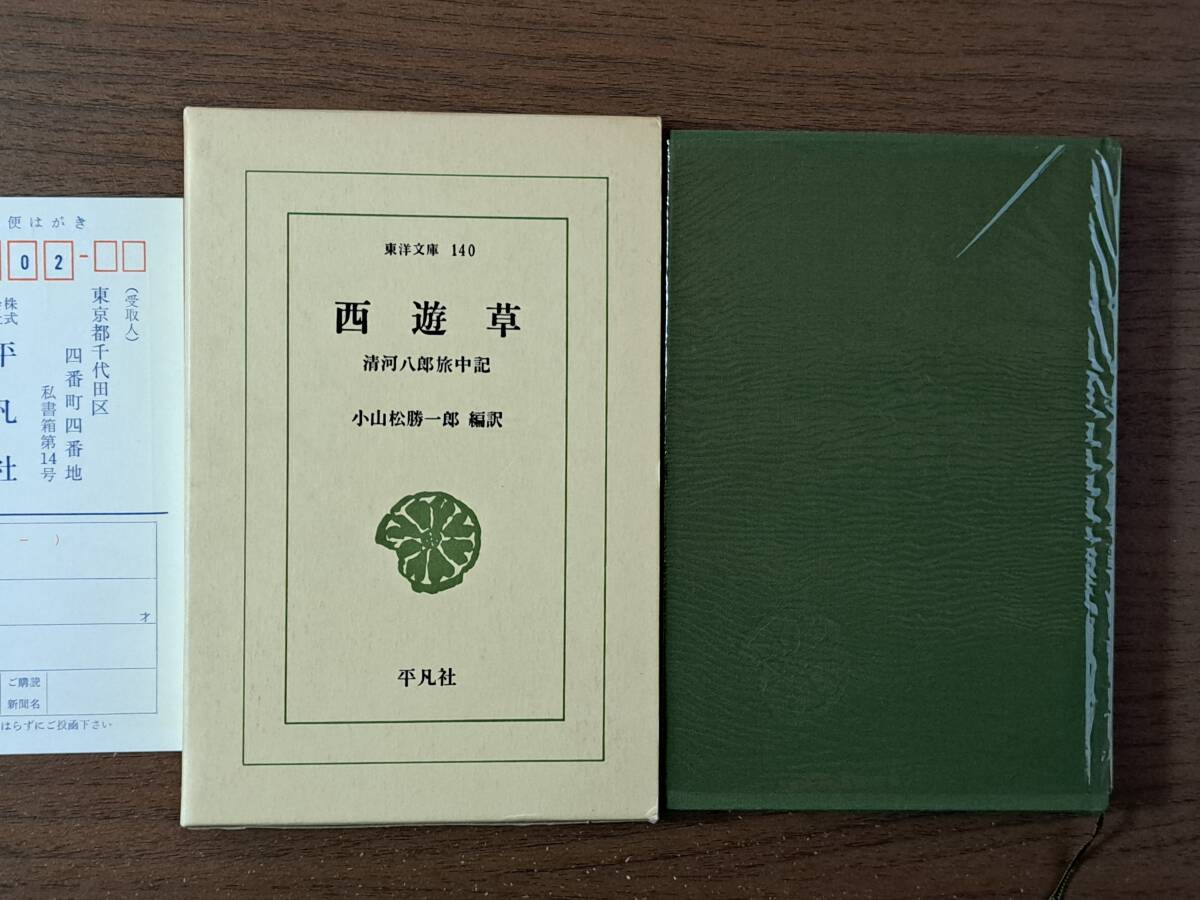 便はがき
02-
(受取人)
東京都千代田区
四番町四番地
私書箱第14号
株式
平凡社
才
ご購読
新聞名
はらずにご投函下さい
東洋文庫 140
西遊草
清河八郎旅中記
小山松勝一郎 編訳
平凡社